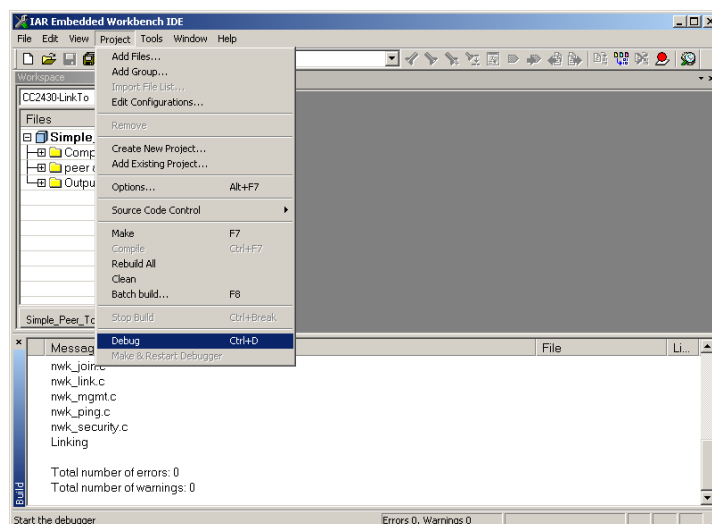 IAR Embedded Workbench IDE
File Edit View Project Tools Window Help
Workspace
CC2430-LinkTo
Files
Simple_
Comp
peer
Outpu
Simple_Peer_To
Add Files...
Add Group...
Import File List...
Edit Configurations...
Remove
Create New Project...
Add Existing Project...
Options... Alt+F7
Source Code Control
Make F7
Compile Ctrl+F7
Rebuild All
Clean
Batch build... F8
Stop Build Ctrl+Break
Debug Ctrl+D
Make & Restart Debugger
Messag File Li...
nwk_join.c
nwk_link.c
nwk_mgmt.c
nwk_ping.c
nwk_security.c
Linking
Total number of errors: 0
Total number of warnings: 0
Build
Start the debugger Errors 0, Warnings 0